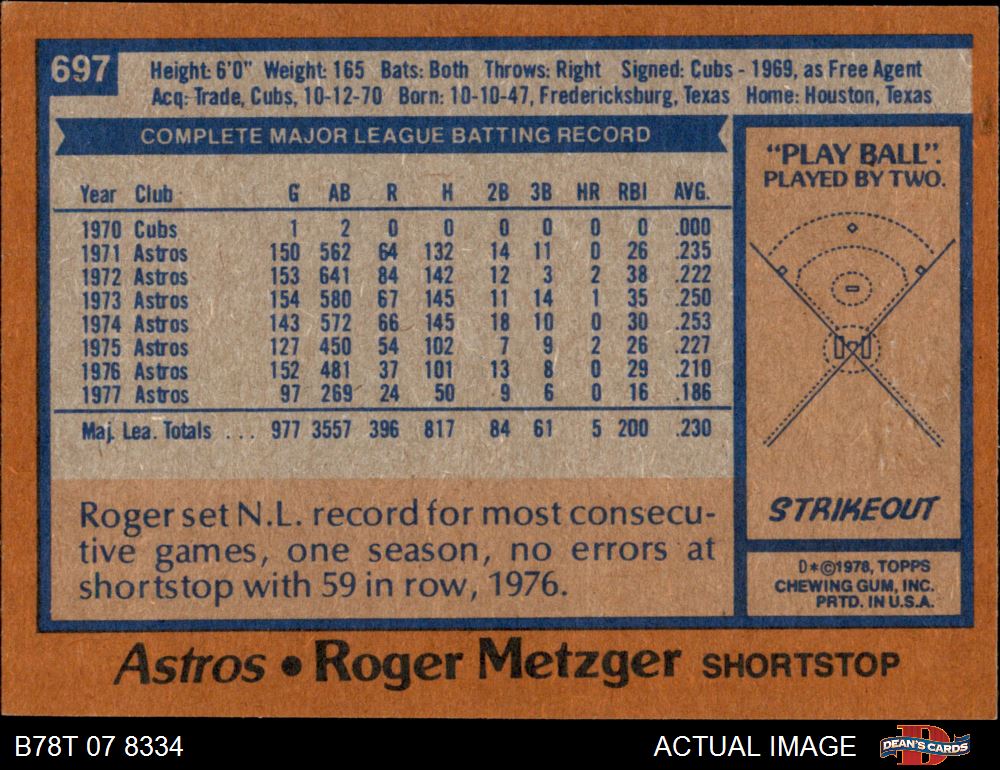 697
Height: 6'0" Weight: 165 Bats: Both Throws: Right Signed: Cubs - 1969, as Free Agent
Acq: Trade, Cubs, 10-12-70 Born: 10-10-47, Fredericksburg, Texas Home: Houston, Texas
COMPLETE MAJOR LEAGUE BATTING RECORD
Year Club G AB R H 2B 3B HR RBI AVG.
1970 Cubs 1 2 0 0 0 0 0 0 .000
1971 Astros 150 562 64 132 14 11 0 26 .235
1972 Astros 153 641 84 142 12 3 2 38 .222
1973 Astros 154 580 67 145 11 14 1 35 .250
1974 Astros 143 572 66 145 18 10 0 30 .253
1975 Astros 127 450 54 102 7 9 2 26 .227
1976 Astros 152 481 37 101 13 8 0 29 .210
1977 Astros 97 269 24 50 9 6 0 16 .186
Maj. Lea. Totals ... 977 3557 396 817 84 61 5 200 .230
Roger set N.L. record for most consecu-
tive games, one season, no errors at
shortstop with 59 in row, 1976.
"PLAY BALL".
PLAYED BY TWO.
STRIKEOUT
D*©1978, TOPPS
CHEWING GUM, INC.
PRTD. IN U.S.A.
Astros • Roger Metzger SHORTSTOP
B78T 07 8334
ACTUAL IMAGE
D
DEAN'S CARDS